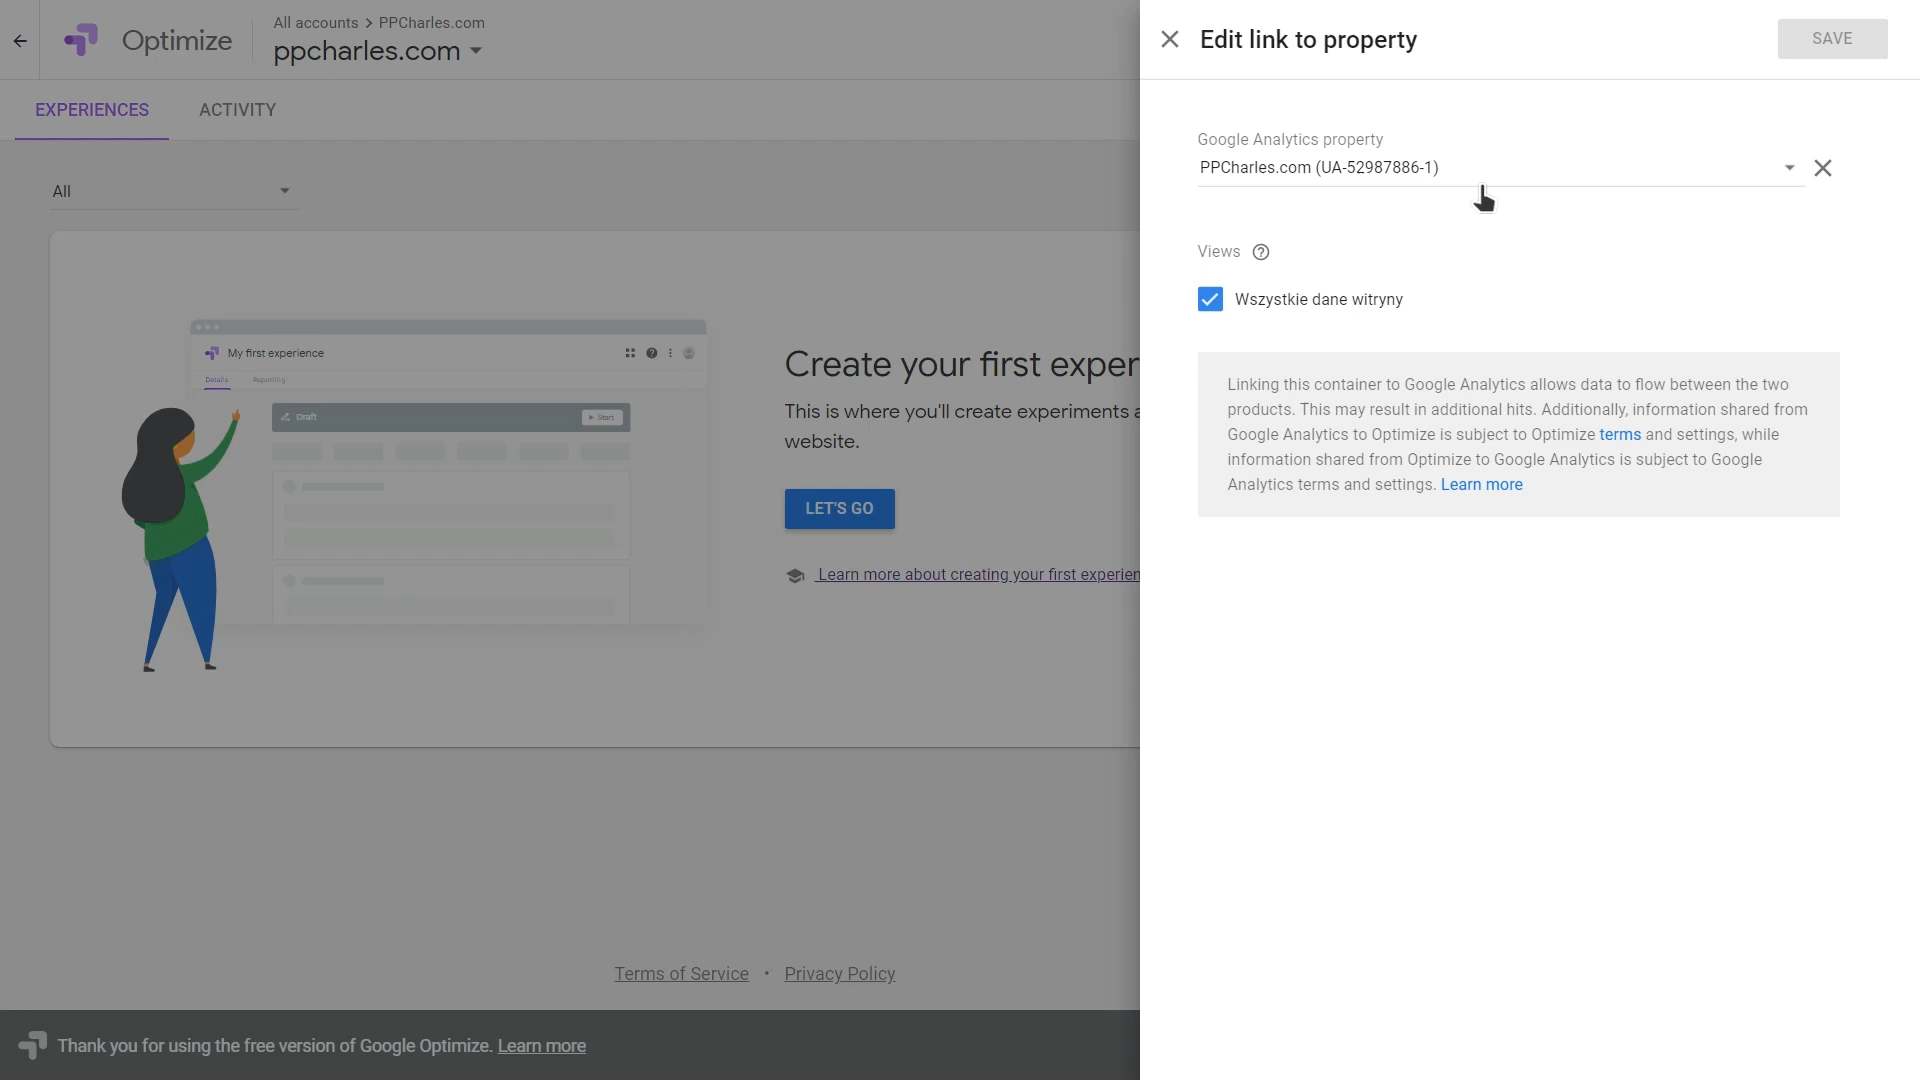 Optimize
All accounts > PPCharles.com
ppcharles.com
EXPERIENCES
ACTIVITY
All
My first experience
Details
Reporting
Draft
Start
Create your first exper
This is where you'll create experiments a
website.
LET'S GO
Learn more about creating your first experien
Terms of Service • Privacy Policy
Thank you for using the free version of Google Optimize. Learn more
Edit link to property
SAVE
Google Analytics property
PPCharles.com (UA-52987886-1)
Views
Wszystkie dane witryny
Linking this container to Google Analytics allows data to flow between the two
products. This may result in additional hits. Additionally, information shared from
Google Analytics to Optimize is subject to Optimize terms and settings, while
information shared from Optimize to Google Analytics is subject to Google
Analytics terms and settings. Learn more